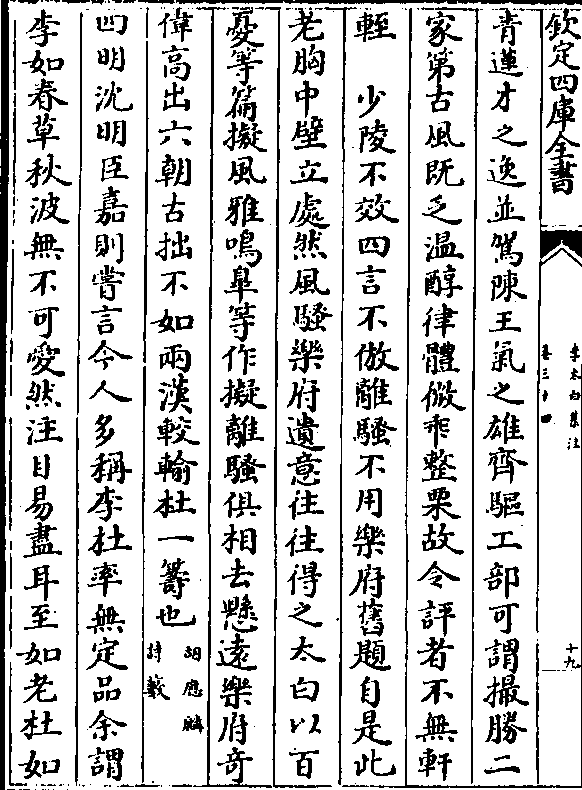 欽定四庫全書
李太白集注
卷三十四
十九
青蓮才之逸並駕陳王氣之雄齊驅工部可謂撮勝二
家第古風既乏温醇律體㣲乖整栗故令評者不無軒
輊　少陵不效四言不倣離騷不用樂府舊題自是此
老胸中壁立處然風騷樂府遺意往往得之太白以百
憂等篇擬風雅鳴臯等作擬離騷俱相去懸遠樂府奇
偉高出六朝古拙不如兩漢較輸杜一籌也胡應麟詩藪
四明沈明臣嘉則嘗言今人多稱李杜率無定品余謂
李如春草秋波無不可愛然注目易盡耳至如老杜如